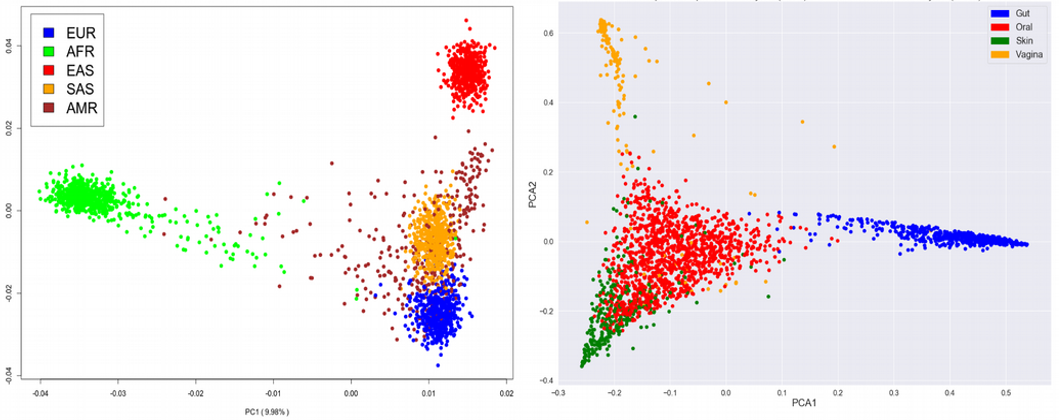 EUR
AFR
EAS
SAS
AMR
0.04
0.02
0.00
-0.02
-0.04
-0.04 -0.03 -0.02 -0.01 0.00 0.01 0.02
PC1 ( 9.98% )
Gut
Oral
Skin
Vagina
PCA2
0.6
0.4
0.2
0.0
-0.2
-0.4
-0.3 -0.2 -0.1 0.0 0.1 0.2 0.3 0.4 0.5
PCA1